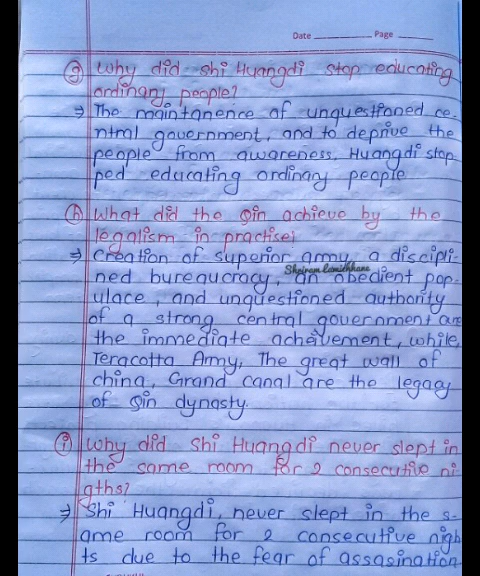 Date Page
(g) Why did Shi Huangdi stop educating
ordinary people?
⇒ The maintanence of unquestioned ce-
ntral government, and to deprive the
people from awareness, Huangdi stop-
ped educating ordinary people
(h) What did the Qin achieve by the
legalism in practise?
⇒ Creation of superior army, a discipli-
ned bureaucracy, an obedient pop-
Shriram Lamichhane
ulace, and unquestioned authority
of a strong central government are
the immediate acheivement, while,
Teracotta Army, The great wall of
china, Grand canal are the legacy
of Qin dynasty.
(i) Why did Shi Huangdi never slept in
the same room for 2 consecutive ni-
gths?
⇒ Shi Huangdi, never slept in the s-
ame room for 2 consecutive nigh
ts due to the fear of assasination